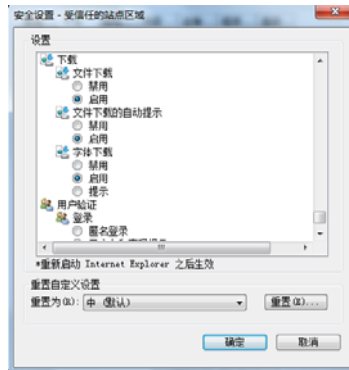 安全设置 - 受信任的站点区域
设置
下载
文件下载
禁用
启用
文件下载的自动提示
禁用
启用
字体下载
禁用
启用
提示
用户验证
登录
匿名登录
*重新启动 Internet Explorer 之后生效
重置自定义设置
重置为(R): 中 (默认) 重置(E)...
确定 取消